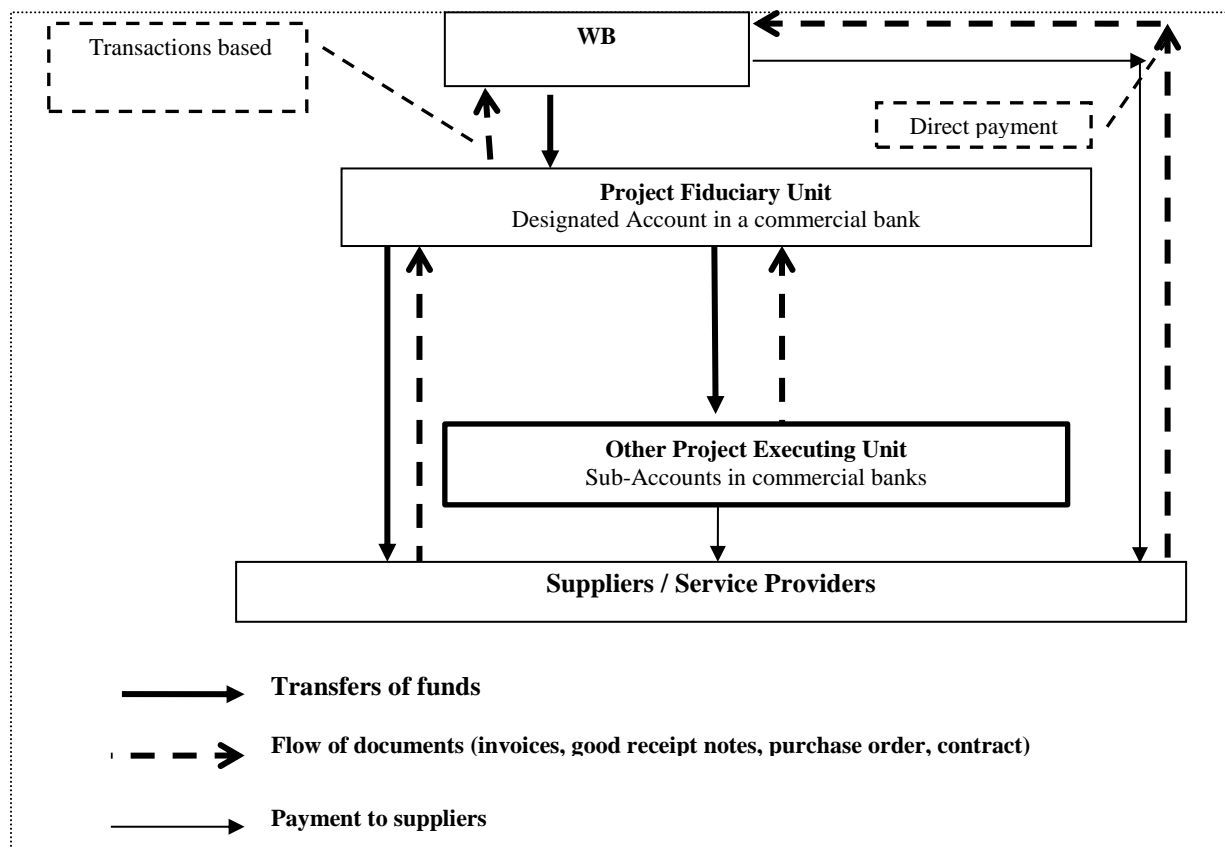 WB
Transactions based
Direct payment
Project Fiduciary Unit
Designated Account in a commercial bank
Other Project Executing Unit
Sub-Accounts in commercial banks
Suppliers / Service Providers
Transfers of funds
Flow of documents (invoices, good receipt notes, purchase order, contract)
Payment to suppliers